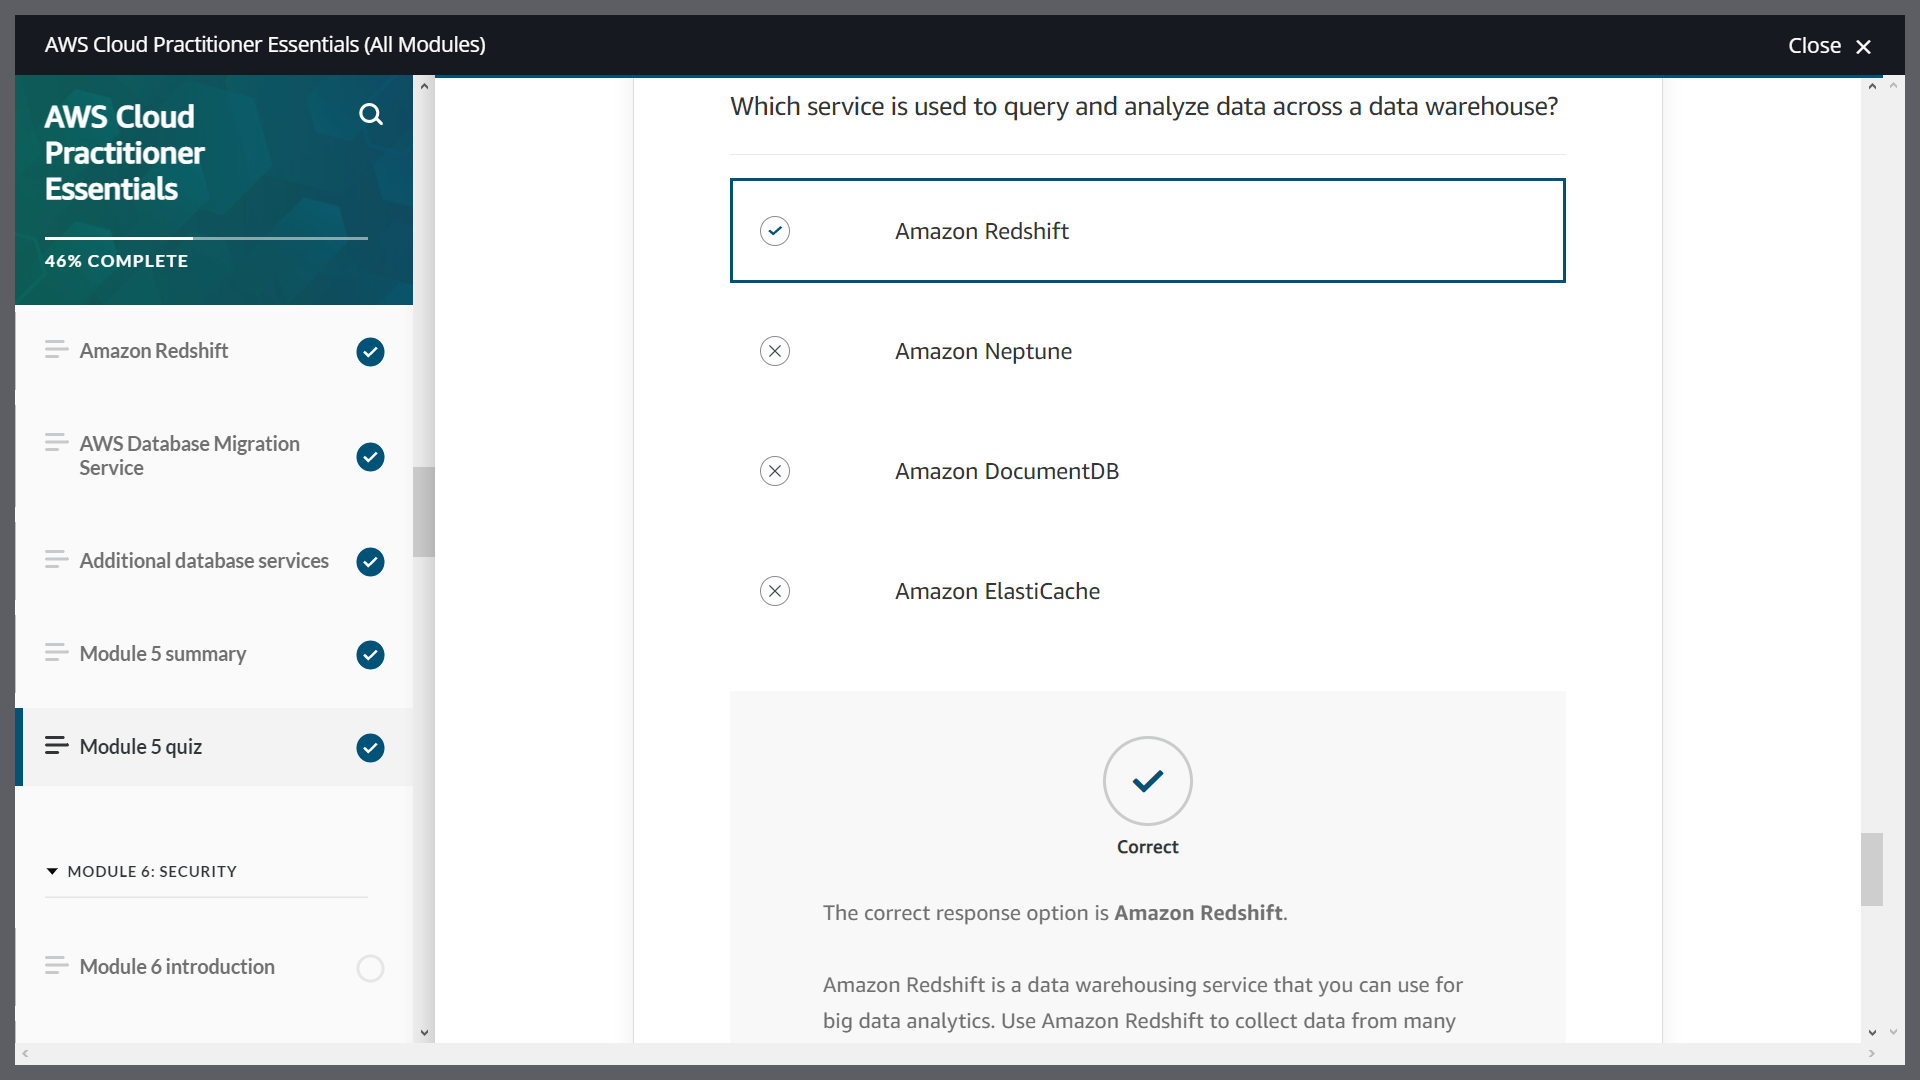 AWS Cloud Practitioner Essentials (All Modules)
Close
AWS Cloud
Practitioner
Essentials
46% COMPLETE
Amazon Redshift
AWS Database Migration
Service
Additional database services
Module 5 summary
Module 5 quiz
MODULE 6: SECURITY
Module 6 introduction
Which service is used to query and analyze data across a data warehouse?
Amazon Redshift
Amazon Neptune
Amazon DocumentDB
Amazon ElastiCache
Correct
The correct response option is Amazon Redshift.
Amazon Redshift is a data warehousing service that you can use for
big data analytics. Use Amazon Redshift to collect data from many